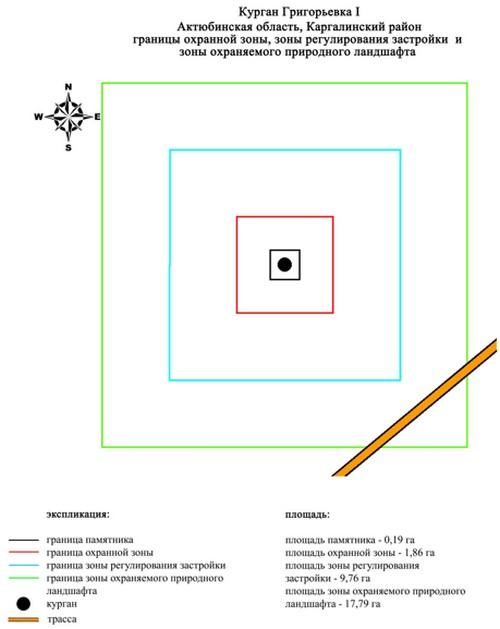 Курган Григорьевка I
Актюбинская область, Каргалинский район
границы охранной зоны, зоны регулирования застройки и
зоны охраняемого природного ландшафта
N
W E
S
экспликация:
граница памятника
граница охранной зоны
граница зоны регулирования застройки
граница зоны охраняемого природного
ландшафта
курган
трасса
площадь:
площадь памятника - 0,19 га
площадь охранной зоны - 1,86 га
площадь зоны регулирования
застройки - 9,76 га
площадь зоны охраняемого природного
ландшафта - 17,79 га